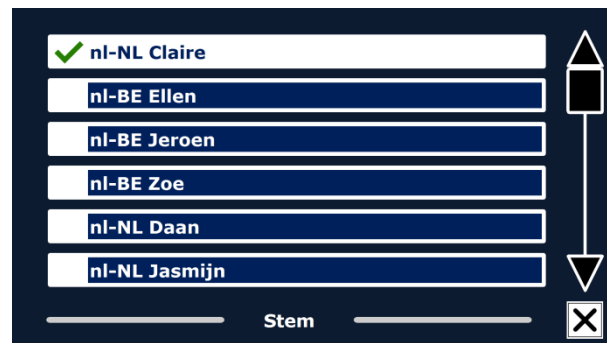 nl-NL Claire
nl-BE Ellen
nl-BE Jeroen
nl-BE Zoe
nl-NL Daan
nl-NL Jasmijn
Stem